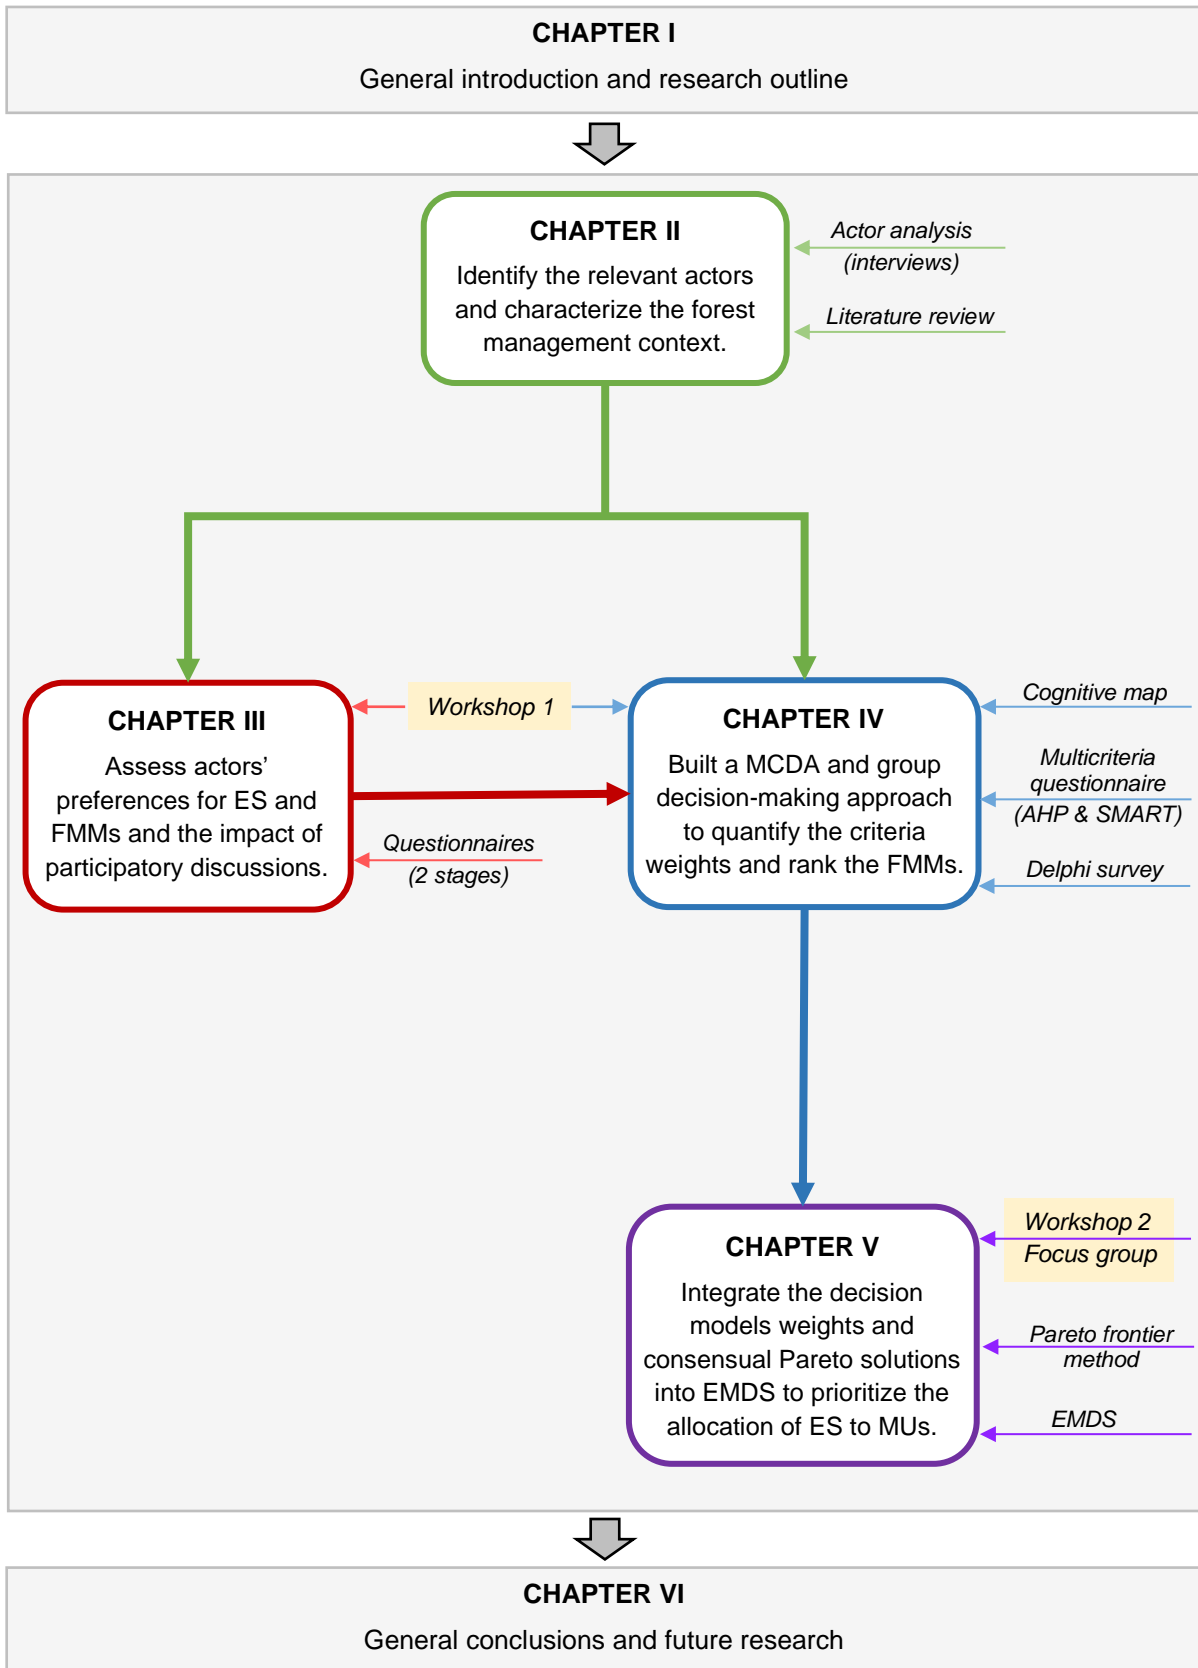 CHAPTER I
General introduction and research outline
CHAPTER II
Identify the relevant actors
and characterize the forest
management context.
Actor analysis
(interviews)
Literature review
CHAPTER III
Assess actors’
preferences for ES and
FMMs and the impact of
participatory discussions.
Workshop 1
Questionnaires
(2 stages)
CHAPTER IV
Built a MCDA and group
decision-making approach
to quantify the criteria
weights and rank the FMMs.
Cognitive map
Multicriteria
questionnaire
(AHP & SMART)
Delphi survey
CHAPTER V
Integrate the decision
models weights and
consensual Pareto solutions
into EMDS to prioritize the
allocation of ES to MUs.
Workshop 2
Focus group
Pareto frontier
method
EMDS
CHAPTER VI
General conclusions and future research